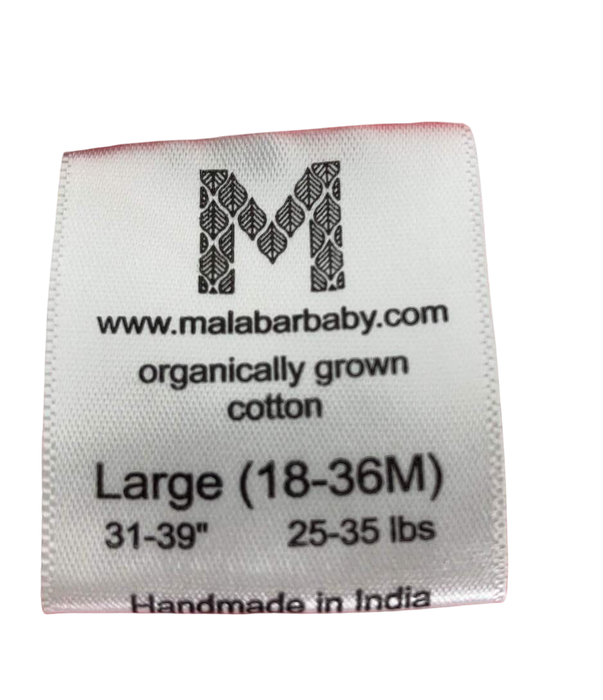 M
www.malabarbaby.com
organically grown
cotton
Large (18-36M)
31-39" 25-35 lbs
Handmade in India